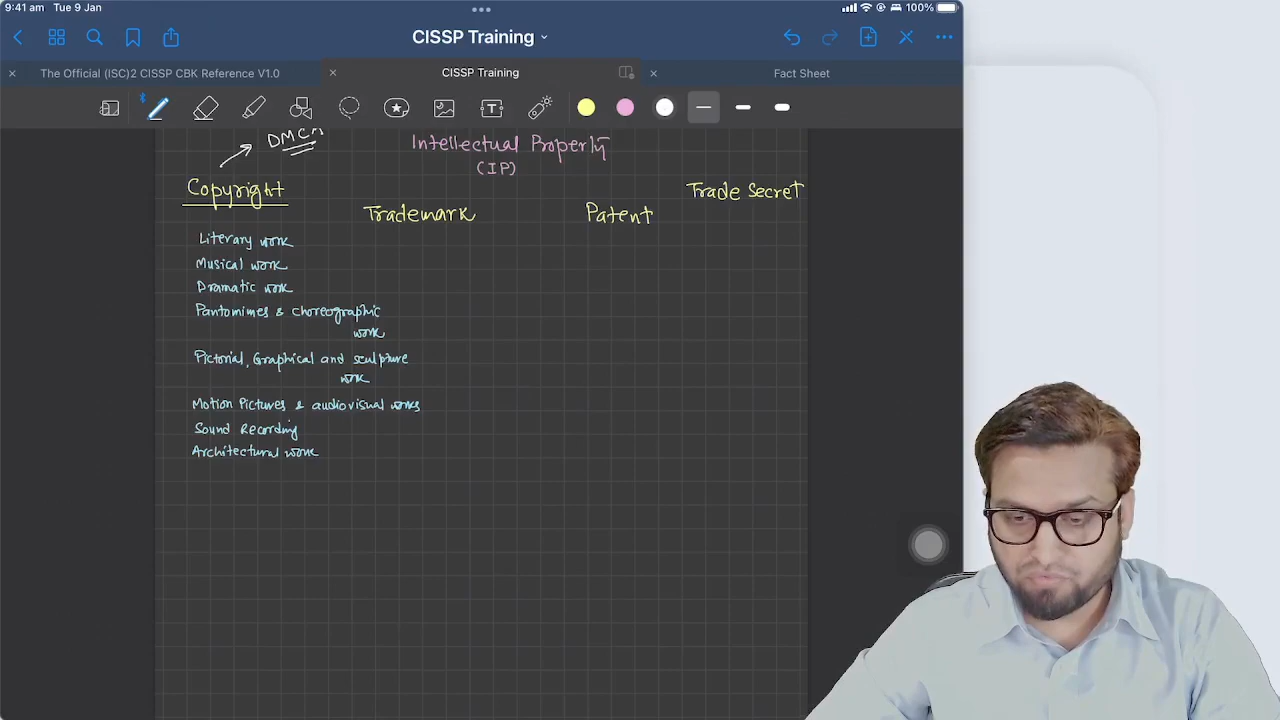 9:41 am Tue 9 Jan
100%
CISSP Training
The Official (ISC)2 CISSP CBK Reference V1.0
CISSP Training
Fact Sheet
DMCA
Intellectual Property
(IP)
Copyright
Trademark
Patent
Trade Secret
Literary work
Musical work
Dramatic work
Pantomimes & choreographic
work
Pictorial, Graphical and sculpture
work
Motion Pictures & audiovisual works
Sound Recording
Architectural work